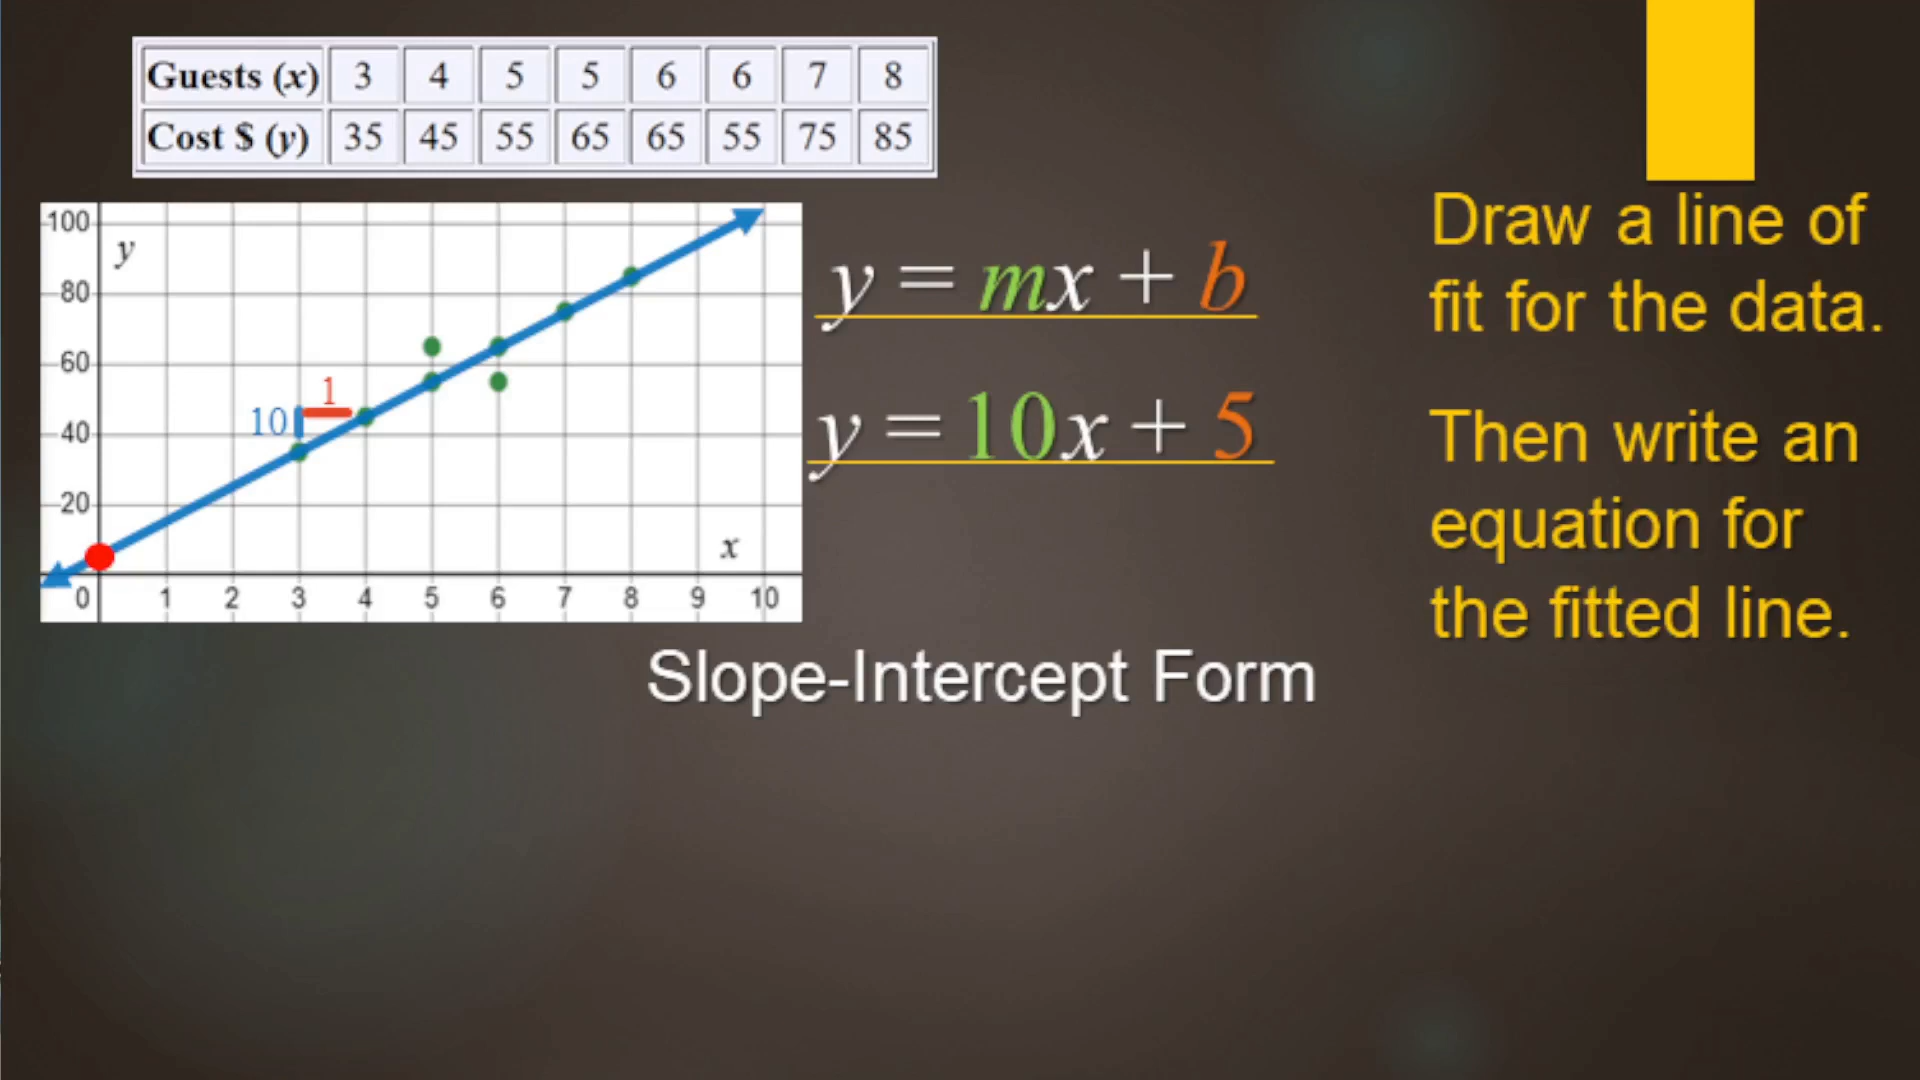 Guests (x) 3 4 5 5 6 6 7 8
Cost $ (y) 35 45 55 65 65 55 75 85
100
y
80
60
1
10
40
20
x
0 1 2 3 4 5 6 7 8 9 10
y = mx + b
y = 10x + 5
Slope-Intercept Form
Draw a line of
fit for the data.
Then write an
equation for
the fitted line.